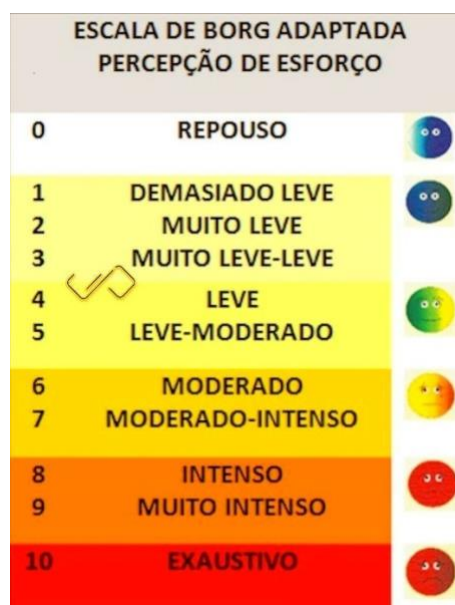 ESCALA DE BORG ADAPTADA
PERCEPÇÃO DE ESFORÇO
0 REPOUSO
1 DEMASIADO LEVE
2 MUITO LEVE
3 MUITO LEVE-LEVE
4 LEVE
5 LEVE-MODERADO
6 MODERADO
7 MODERADO-INTENSO
8 INTENSO
9 MUITO INTENSO
10 EXAUSTIVO